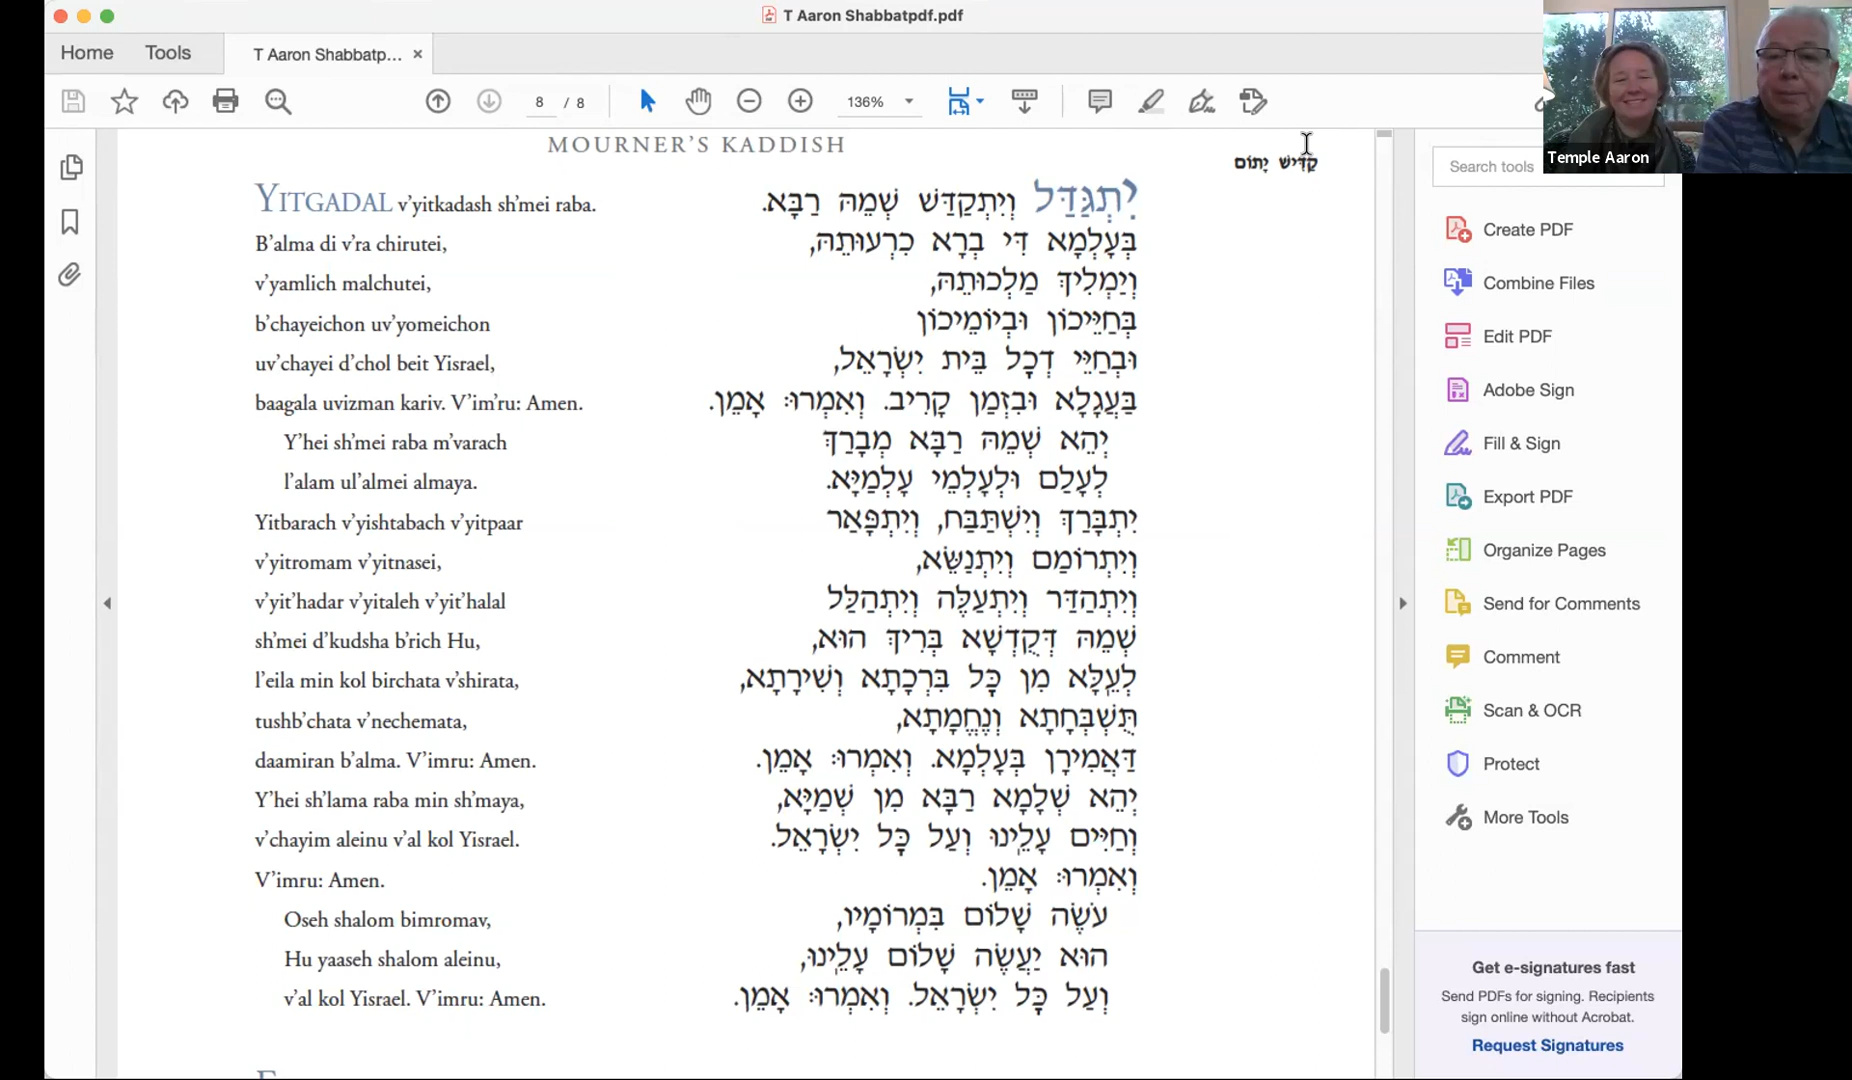 T Aaron Shabbatpdf.pdf
Home
Tools
T Aaron Shabbatp... ×
8 / 8
136%
Temple Aaron
MOURNER’S KADDISH
קַדִּישׁ יָתוֹם
YITGADAL v’yitkadash sh’mei raba.
B’alma di v’ra chirutei,
v’yamlich malchutei,
b’chayeichon uv’yomeichon
uv’chayei d’chol beit Yisrael,
baagala uvizman kariv. V’im’ru: Amen.
Y’hei sh’mei raba m’varach
l’alam ul’almei almaya.
Yitbarach v’yishtabach v’yitpaar
v’yitromam v’yitnasei,
v’yit’hadar v’yitaleh v’yit’halal
sh’mei d’kudsha b’rich Hu,
l’eila min kol birchata v’shirata,
tushb’chata v’nechemata,
daamiran b’alma. V’imru: Amen.
Y’hei sh’lama raba min sh’maya,
v’chayim aleinu v’al kol Yisrael.
V’imru: Amen.
Oseh shalom bimromav,
Hu yaaseh shalom aleinu,
v’al kol Yisrael. V’imru: Amen.
יִתְגַּדַּל וְיִתְקַדַּשׁ שְׁמֵהּ רַבָּא.
בְּעָלְמָא דִּי בְרָא כִרְעוּתֵהּ,
וְיַמְלִיךְ מַלְכוּתֵהּ,
בְּחַיֵּיכוֹן וּבְיוֹמֵיכוֹן
וּבְחַיֵּי דְכָל בֵּית יִשְׂרָאֵל,
בַּעֲגָלָא וּבִזְמַן קָרִיב. וְאִמְרוּ: אָמֵן.
יְהֵא שְׁמֵהּ רַבָּא מְבָרַךְ
לְעָלַם וּלְעָלְמֵי עָלְמַיָּא.
יִתְבָּרַךְ וְיִשְׁתַּבַּח, וְיִתְפָּאַר
וְיִתְרוֹמַם וְיִתְנַשֵּׂא,
וְיִתְהַדַּר וְיִתְעַלֶּה וְיִתְהַלַּל
שְׁמֵהּ דְּקֻדְשָׁא בְּרִיךְ הוּא,
לְעֵלָּא מִן כָּל בִּרְכָתָא וְשִׁירָתָא,
תֻּשְׁבְּחָתָא וְנֶחֱמָתָא,
דַּאֲמִירָן בְּעָלְמָא. וְאִמְרוּ: אָמֵן.
יְהֵא שְׁלָמָא רַבָּא מִן שְׁמַיָּא,
וְחַיִּים עָלֵינוּ וְעַל כָּל יִשְׂרָאֵל.
וְאִמְרוּ: אָמֵן.
עֹשֶׂה שָׁלוֹם בִּמְרוֹמָיו,
הוּא יַעֲשֶׂה שָׁלוֹם עָלֵינוּ,
וְעַל כָּל יִשְׂרָאֵל. וְאִמְרוּ: אָמֵן.
Search tools
Create PDF
Combine Files
Edit PDF
Adobe Sign
Fill & Sign
Export PDF
Organize Pages
Send for Comments
Comment
Scan & OCR
Protect
More Tools
Get e-signatures fast
Send PDFs for signing. Recipients
sign online without Acrobat.
Request Signatures